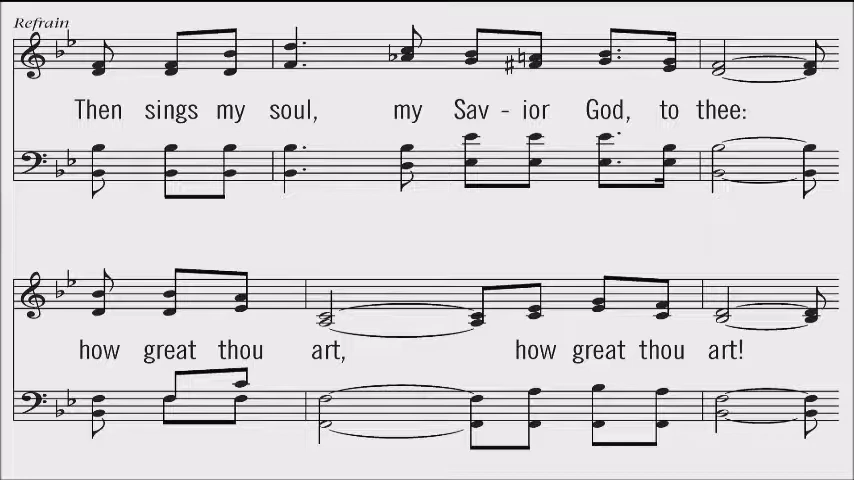 Refrain
Then sings my soul, my Sav - ior God, to thee:
how great thou art, how great thou art!